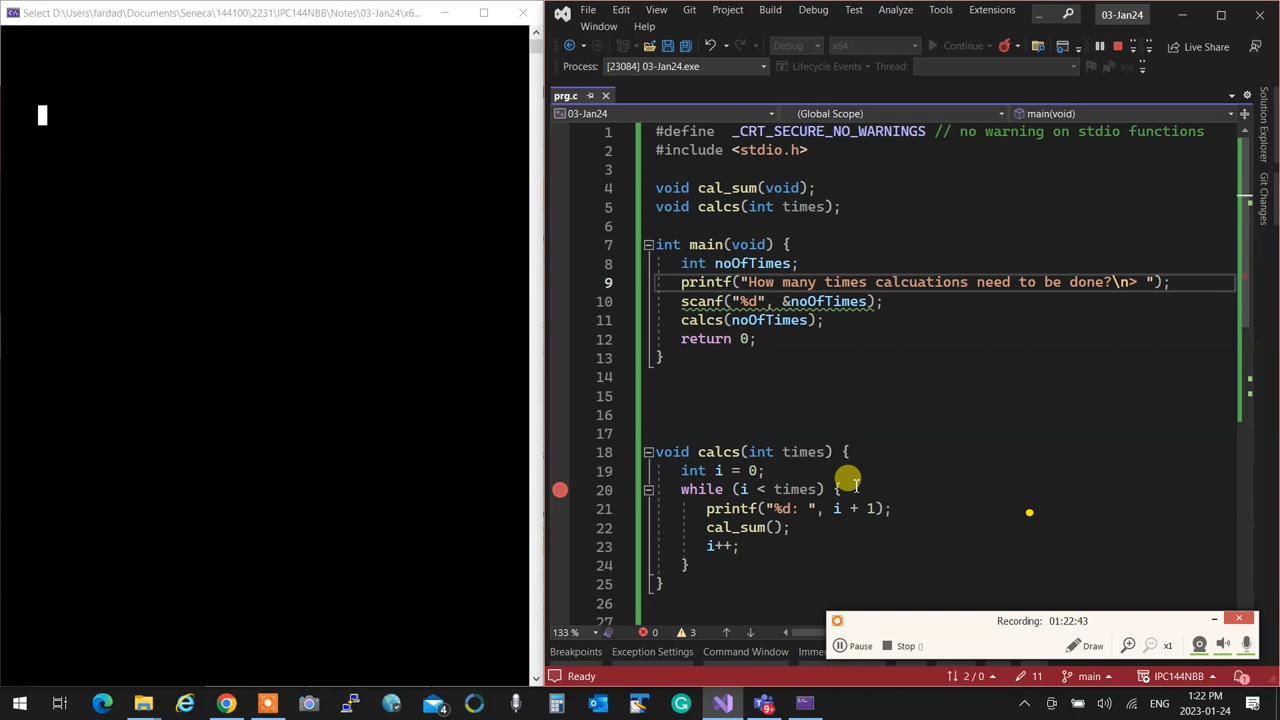 Select D:\Users\fardad\Documents\Seneca\144100\2231\IPC144NBB\Notes\03-Jan24\x6...
File Edit View Git Project Build Debug Test Analyze Tools Extensions
Window Help
... 03-Jan24
Debug x64 Continue Live Share
Process: [23084] 03-Jan24.exe Lifecycle Events Thread:
prg.c
03-Jan24 (Global Scope) main(void)
1 #define _CRT_SECURE_NO_WARNINGS // no warning on stdio functions
2 #include <stdio.h>
3
4 void cal_sum(void);
5 void calcs(int times);
6
7 int main(void) {
8 int noOfTimes;
9 printf("How many times calcuations need to be done?\n> ");
10 scanf("%d", &noOfTimes);
11 calcs(noOfTimes);
12 return 0;
13 }
14
15
16
17
18 void calcs(int times) {
19 int i = 0;
20 while (i < times) {
21 printf("%d: ", i + 1);
22 cal_sum();
23 i++;
24 }
25 }
26
27
Solution Explorer
Git Changes
133 % 0 3
Recording: 01:22:43
Pause Stop () Draw x1
Breakpoints Exception Settings Command Window Imme
Ready 2 / 0 11 main IPC144NBB 1
4 9+ ENG 1:22 PM
2023-01-24